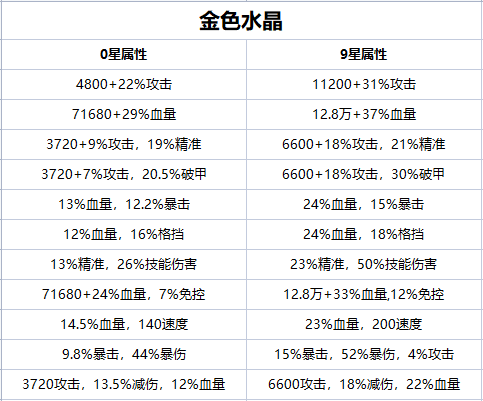 金色水晶
0星属性 9星属性
4800+22%攻击 11200+31%攻击
71680+29%血量 12.8万+37%血量
3720+9%攻击，19%精准 6600+18%攻击，21%精准
3720+7%攻击，20.5%破甲 6600+18%攻击，30%破甲
13%血量，12.2%暴击 24%血量，15%暴击
12%血量，16%格挡 24%血量，18%格挡
13%精准，26%技能伤害 23%精准，50%技能伤害
71680+24%血量，7%免控 12.8万+33%血量,12%免控
14.5%血量，140速度 23%血量，200速度
9.8%暴击，44%暴伤 15%暴击，52%暴伤，4%攻击
3720攻击，13.5%减伤，12%血量 6600攻击，18%减伤，22%血量